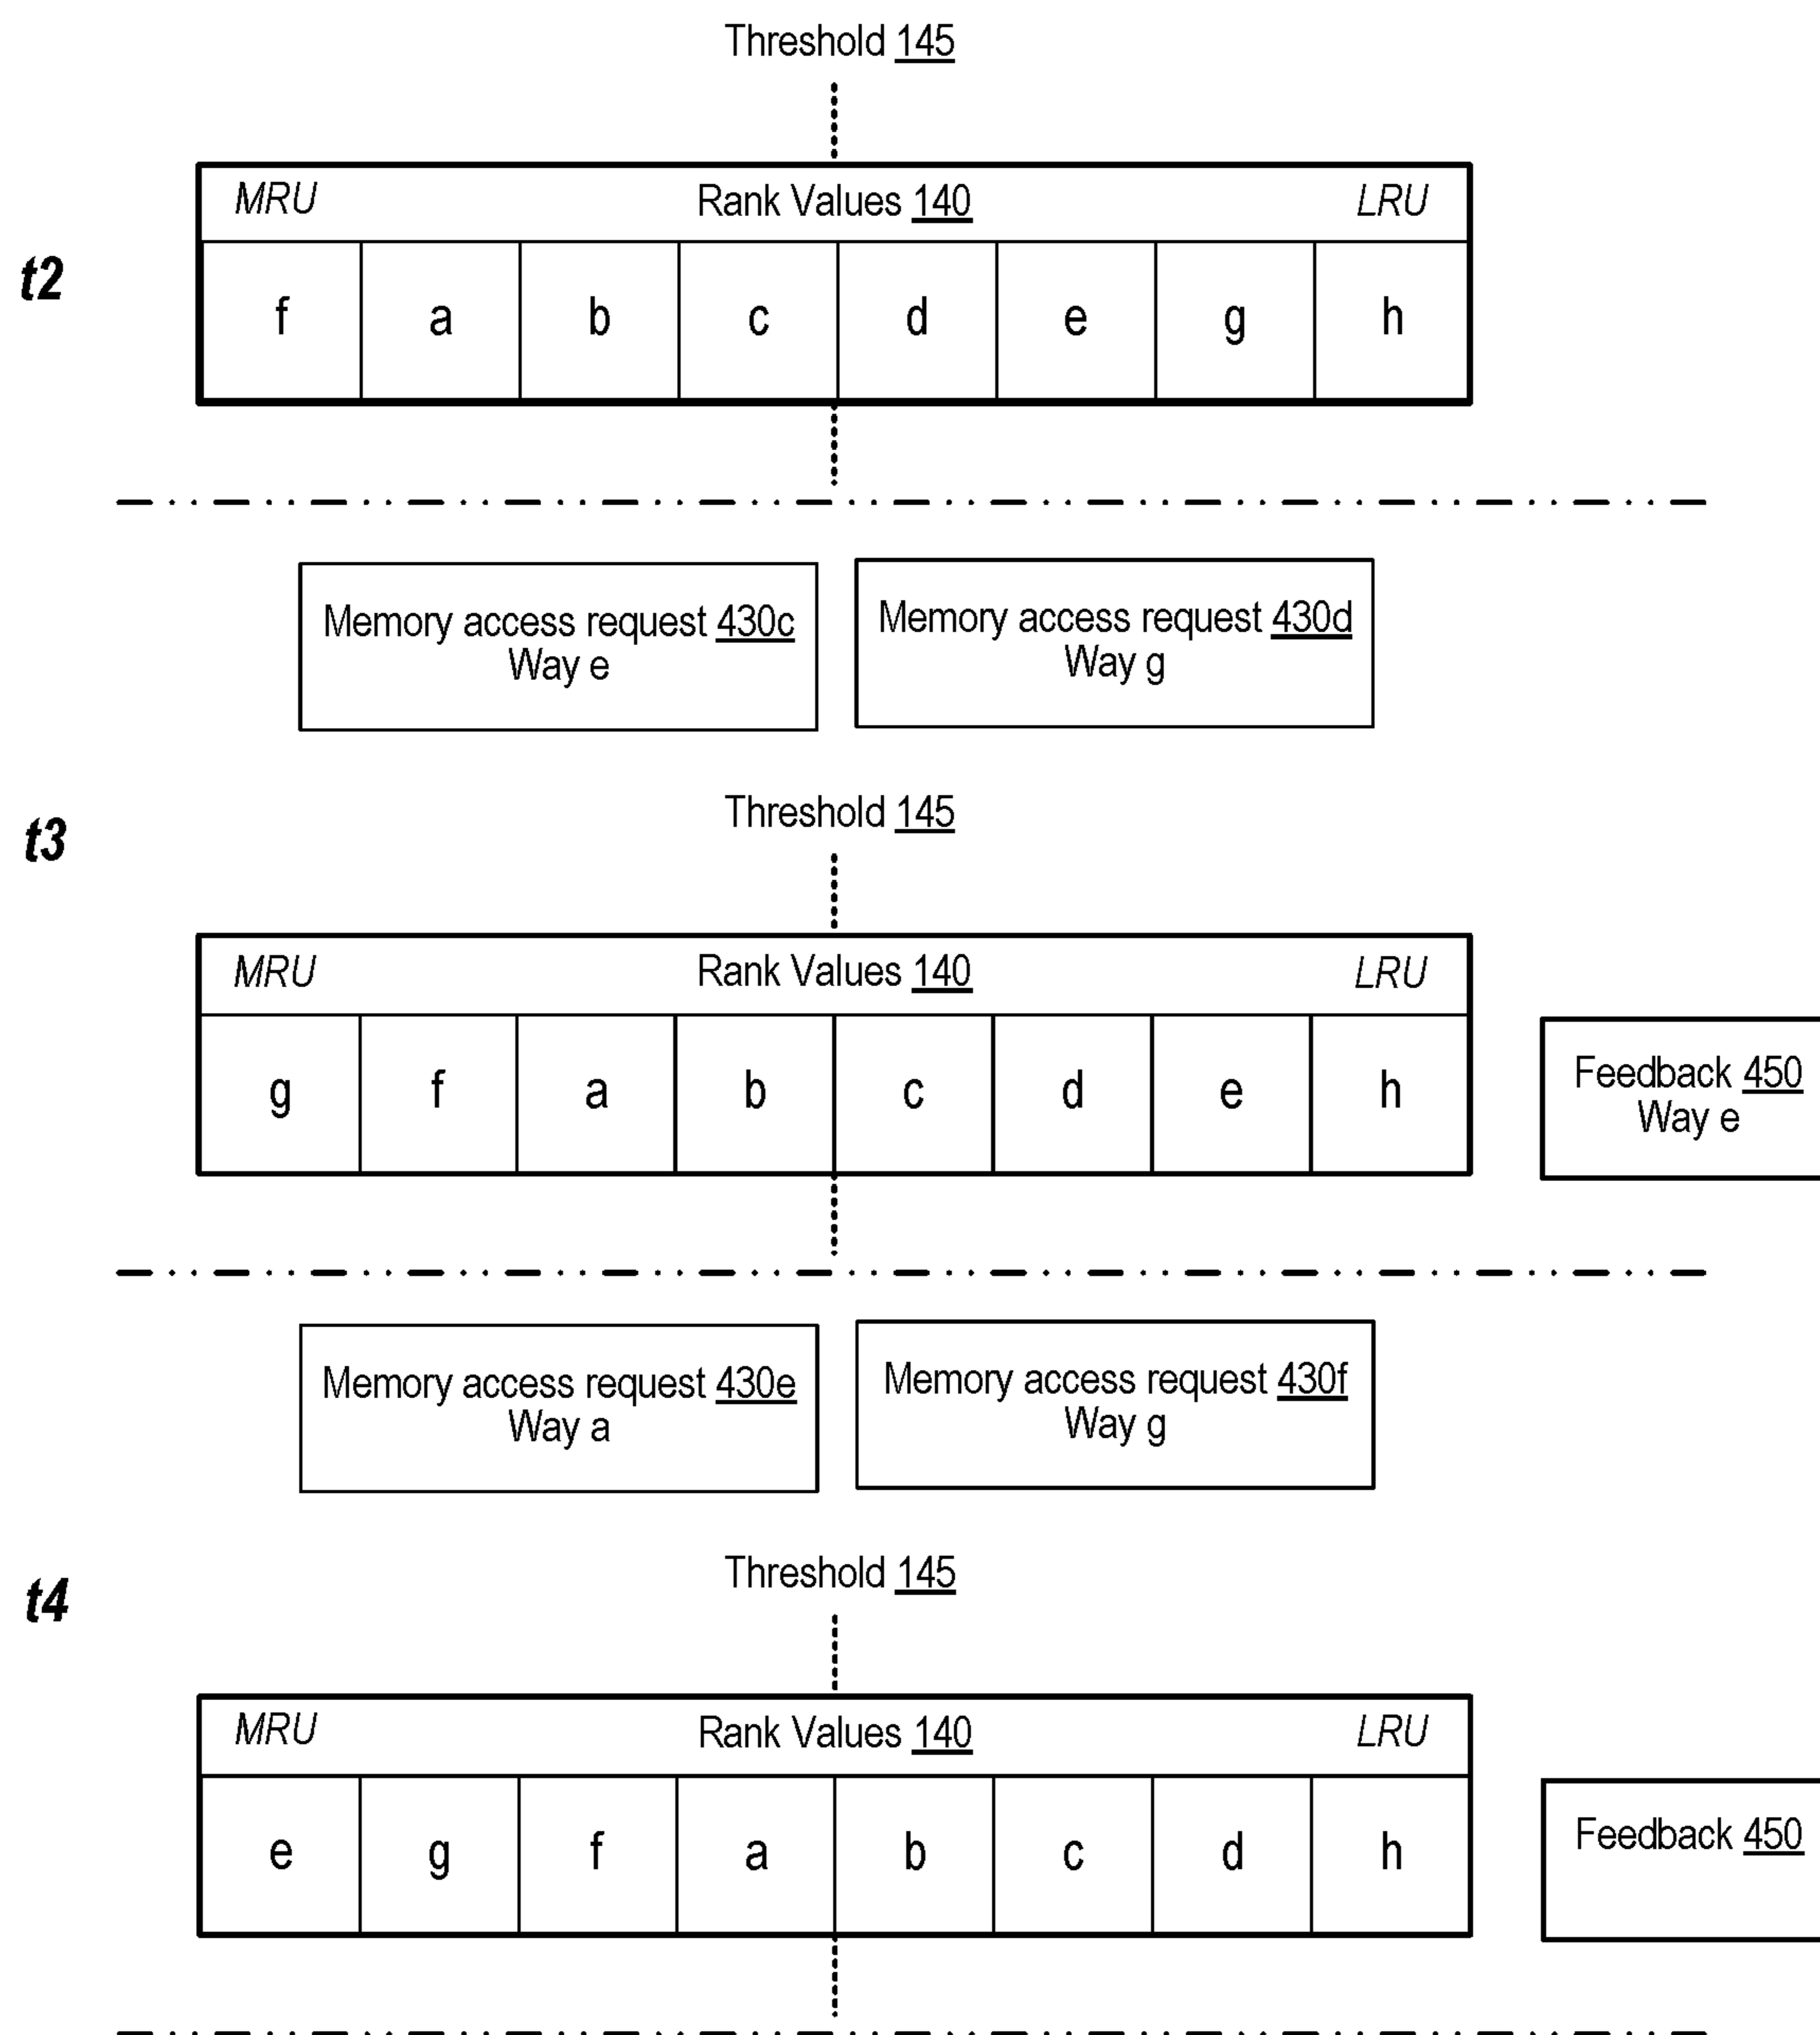 Threshold 145
t2
MRU Rank Values 140 LRU
f a b c d e g h
Memory access request 430c
Way e
Memory access request 430d
Way g
t3
Threshold 145
MRU Rank Values 140 LRU
g f a b c d e h
Feedback 450
Way e
Memory access request 430e
Way a
Memory access request 430f
Way g
t4
Threshold 145
MRU Rank Values 140 LRU
e g f a b c d h
Feedback 450